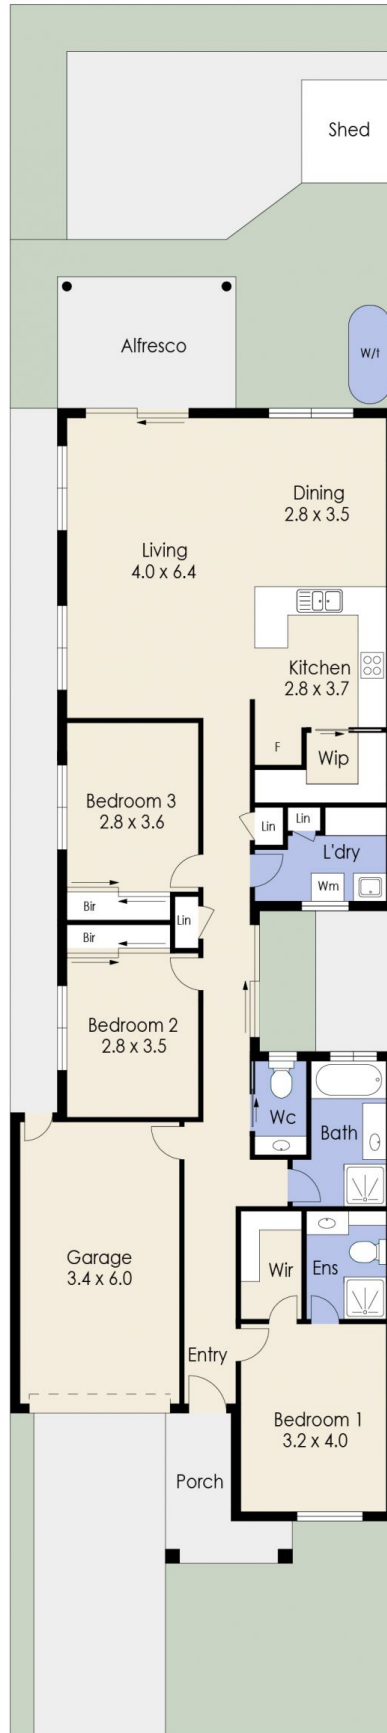 Shed
Alfresco
W/t
Dining
2.8 x 3.5
Living
4.0 x 6.4
Kitchen
2.8 x 3.7
F
Wip
Bedroom 3
2.8 x 3.6
Lin
Lin
L'dry
Wm
Bir
Lin
Bir
Bedroom 2
2.8 x 3.5
Wc
Bath
Garage
3.4 x 6.0
Wir
Ens
Entry
Bedroom 1
3.2 x 4.0
Porch